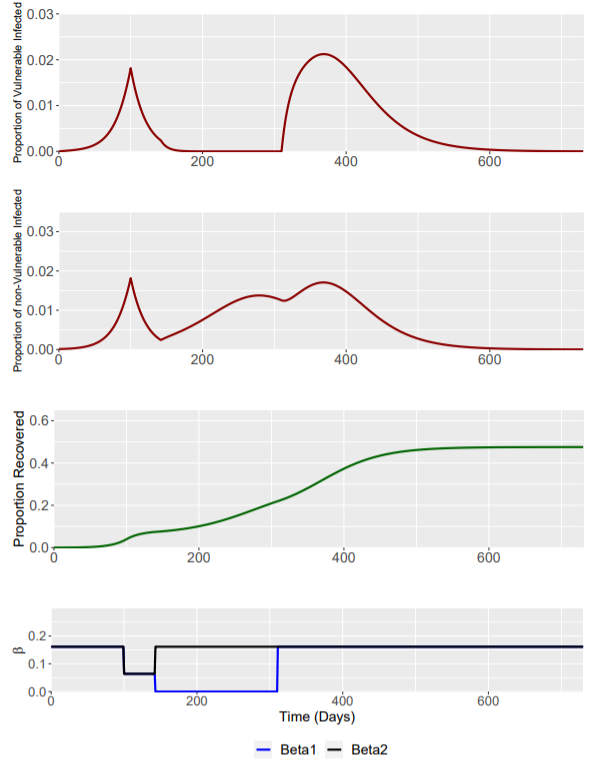 Proportion of Vulnerable Infected
0.03
0.02
0.01
0.00
0 200 400 600
Proportion of non-Vulnerable Infected
0.03
0.02
0.01
0.00
0 200 400 600
Proportion Recovered
0.6
0.4
0.2
0.0
0 200 400 600
β
0.2
0.1
0.0
0 200 400 600
Time (Days)
Beta1 Beta2